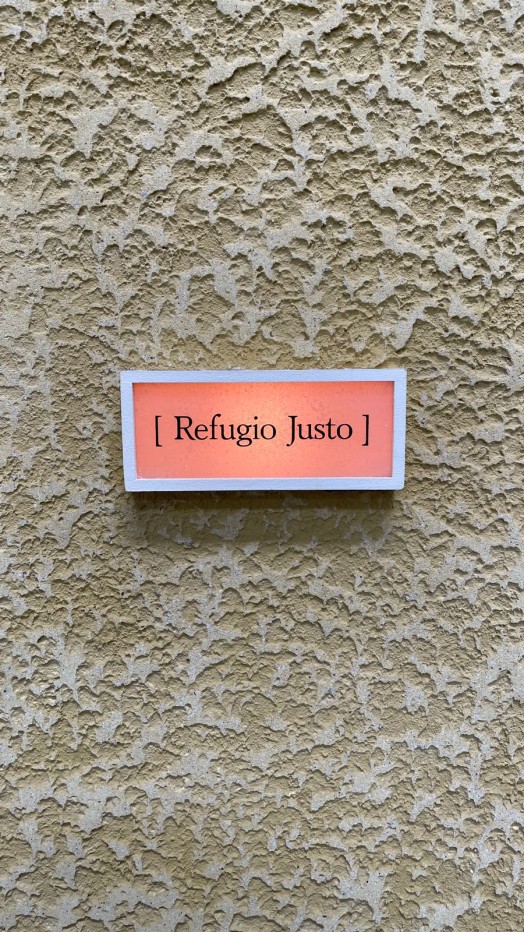 [ Refugio Justo ]